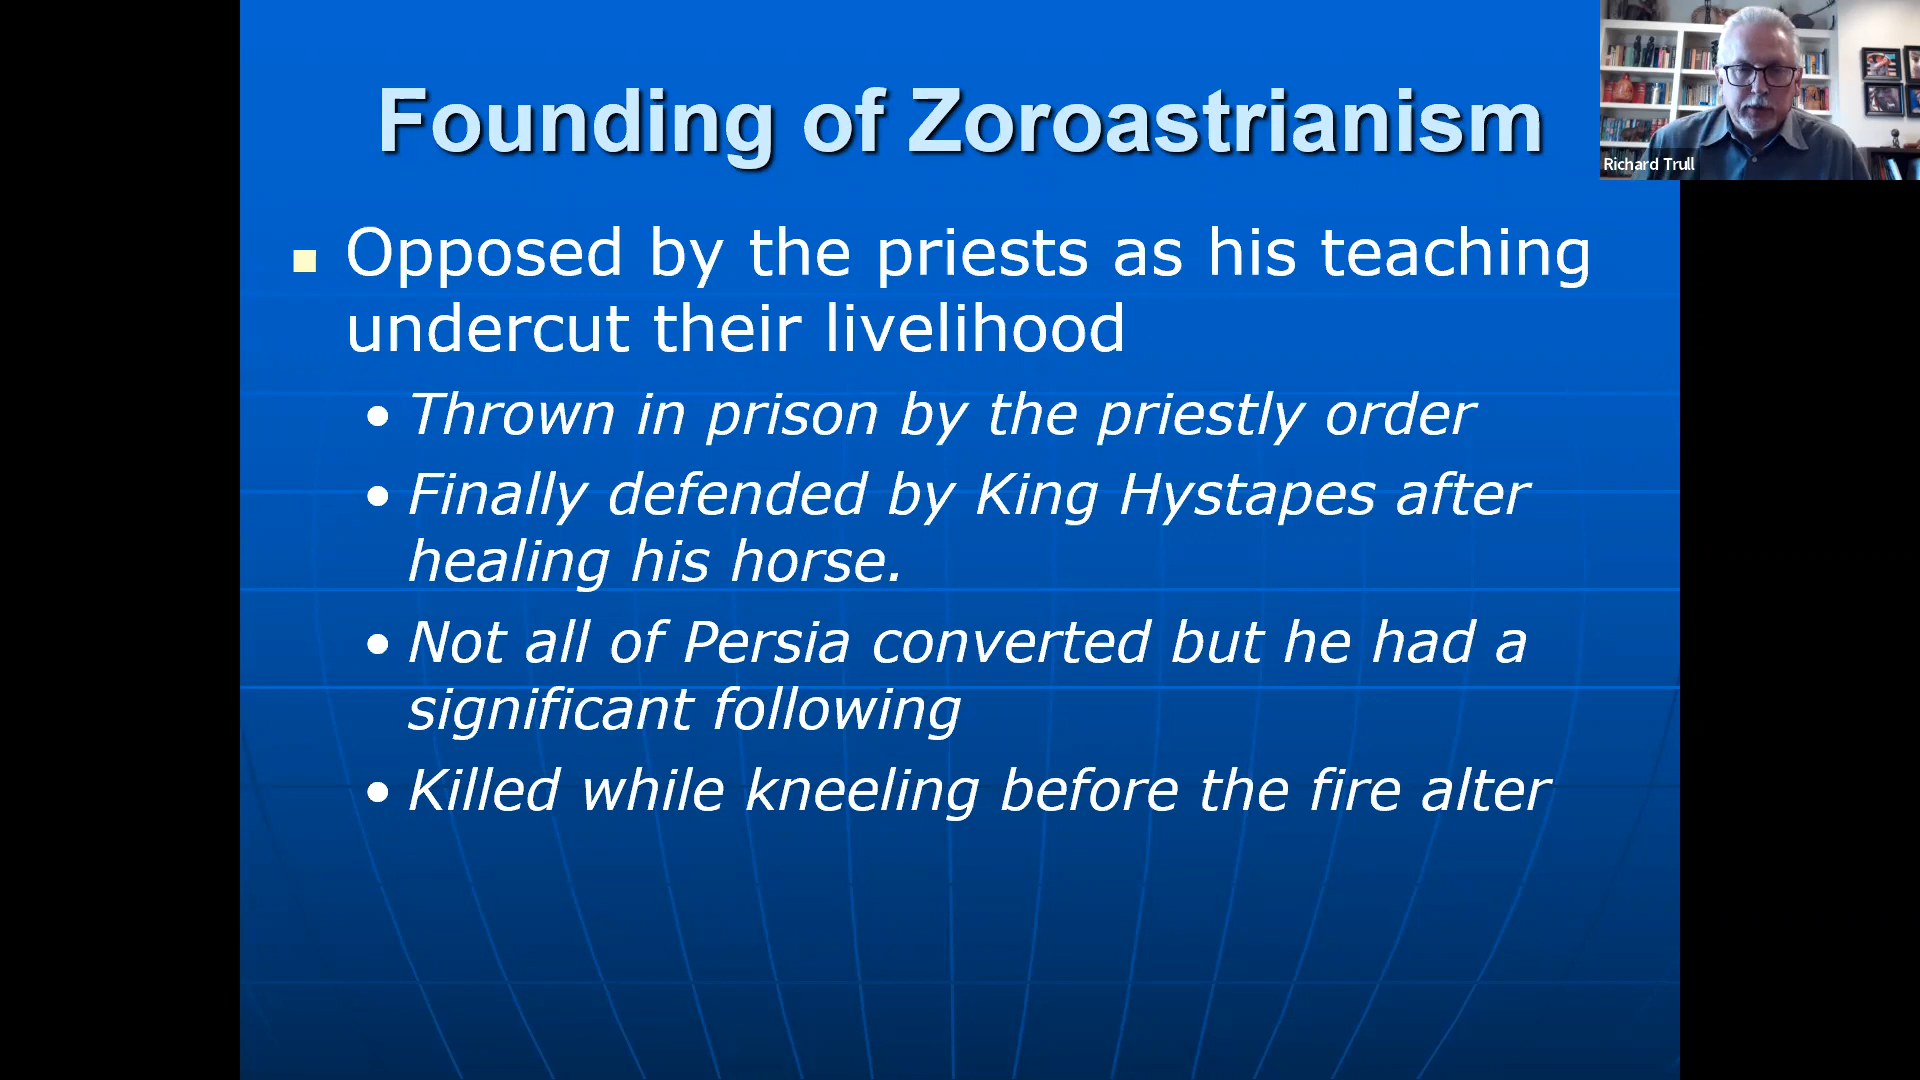 Founding of Zoroastrianism
Richard Trull
Opposed by the priests as his teaching
undercut their livelihood
Thrown in prison by the priestly order
Finally defended by King Hystapes after
healing his horse.
Not all of Persia converted but he had a
significant following
Killed while kneeling before the fire alter